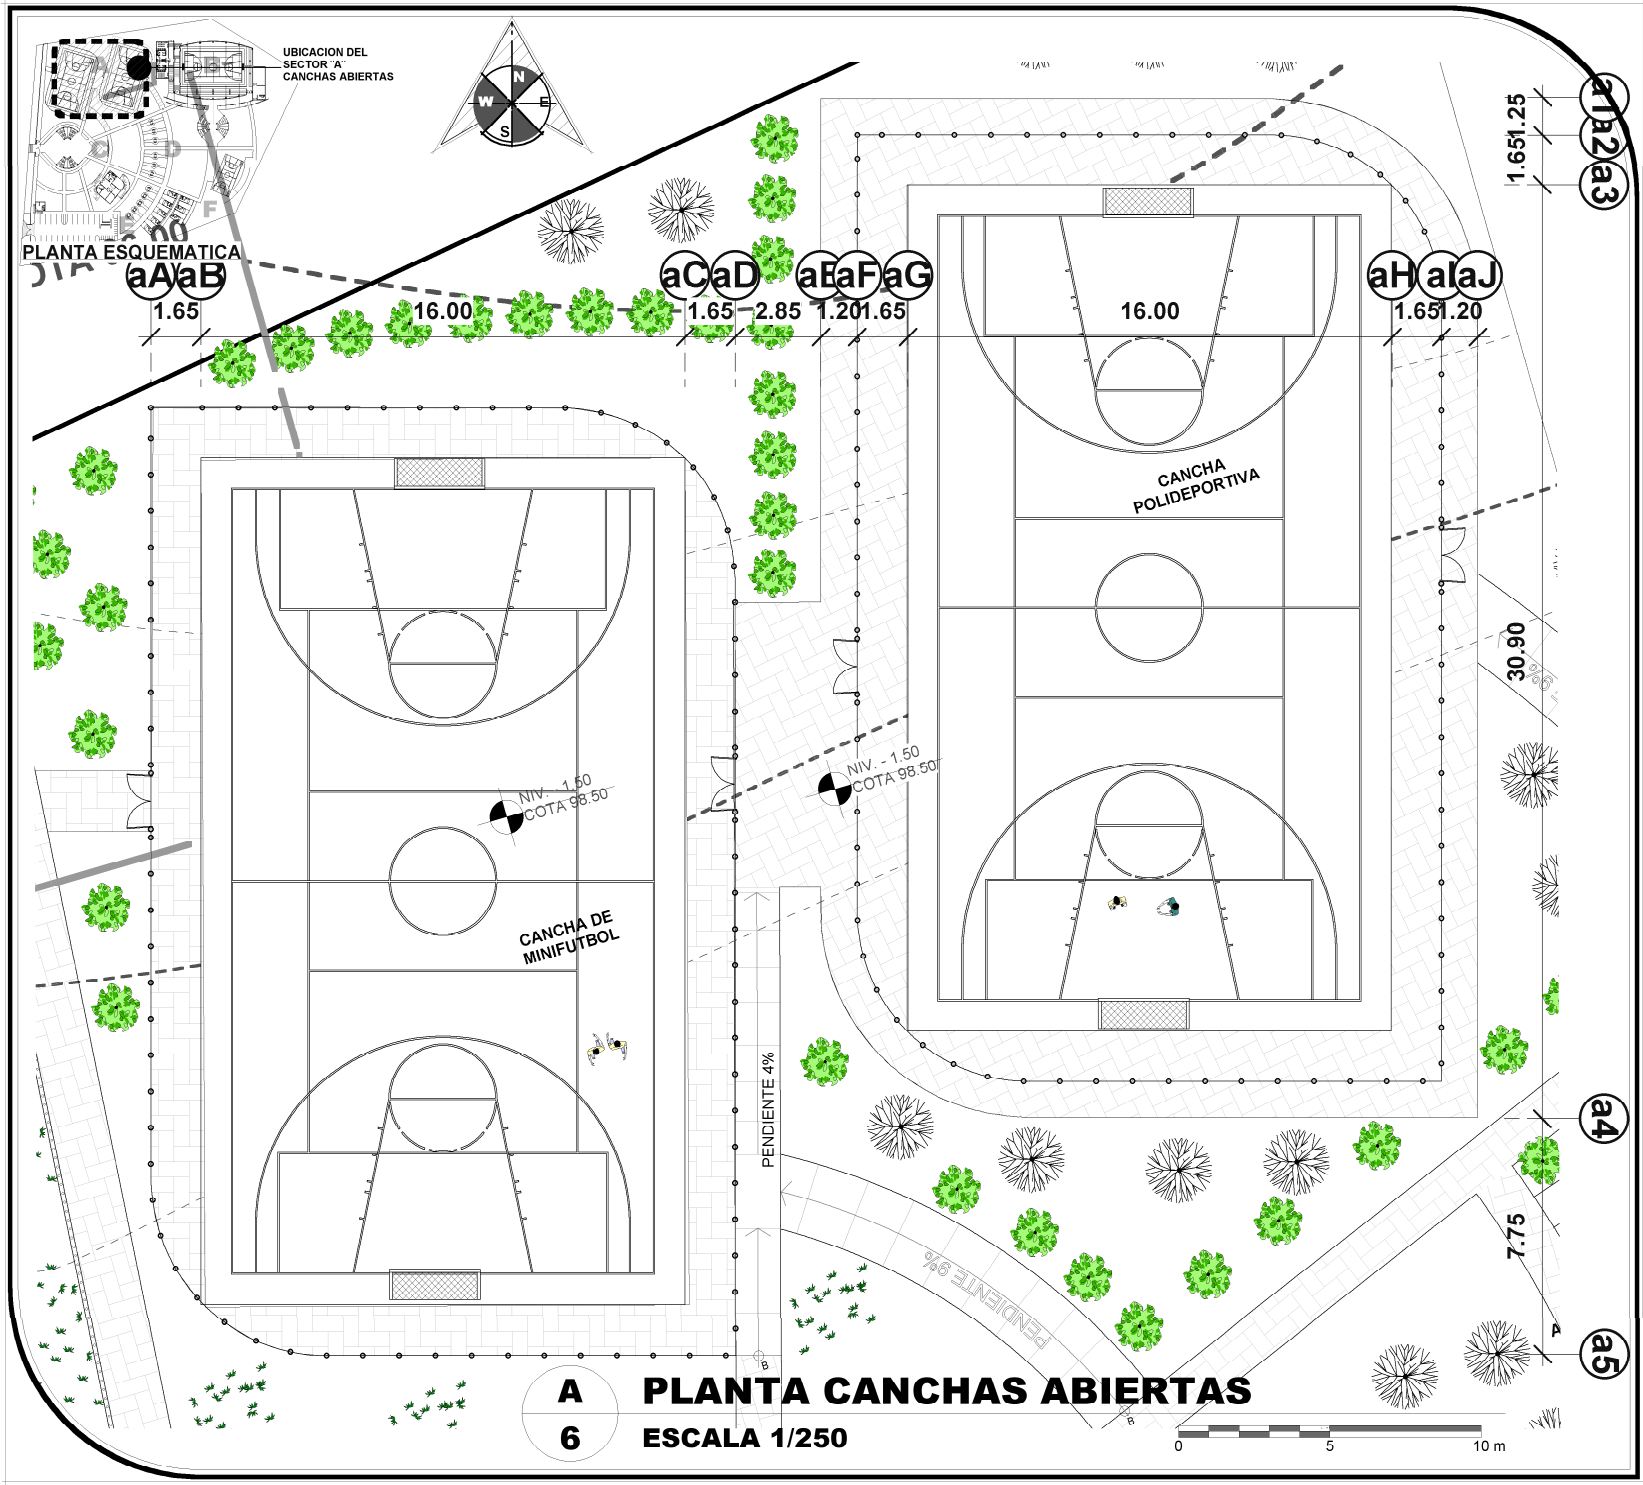 UBICACION DEL
SECTOR ¨A¨
CANCHAS ABIERTAS
A
B
C
D
E
F
PLANTA ESQUEMATICA
N
W
E
S
aA aB aC aD aE aF aG aH aI aJ
1.65 16.00 1.65 2.85 1.20 1.65 16.00 1.65 1.20
a1
a2
a3
1.25
1.65
30.90
a4
7.75
a5
CANCHA
POLIDEPORTIVA
NIV. - 1.50
COTA 98.50
NIV. - 1.50
COTA 98.50
CANCHA DE
MINIFUTBOL
PENDIENTE 4%
PENDIENTE 9%
9%
B
B
A
A
6
PLANTA CANCHAS ABIERTAS
ESCALA 1/250
0 5 10 m